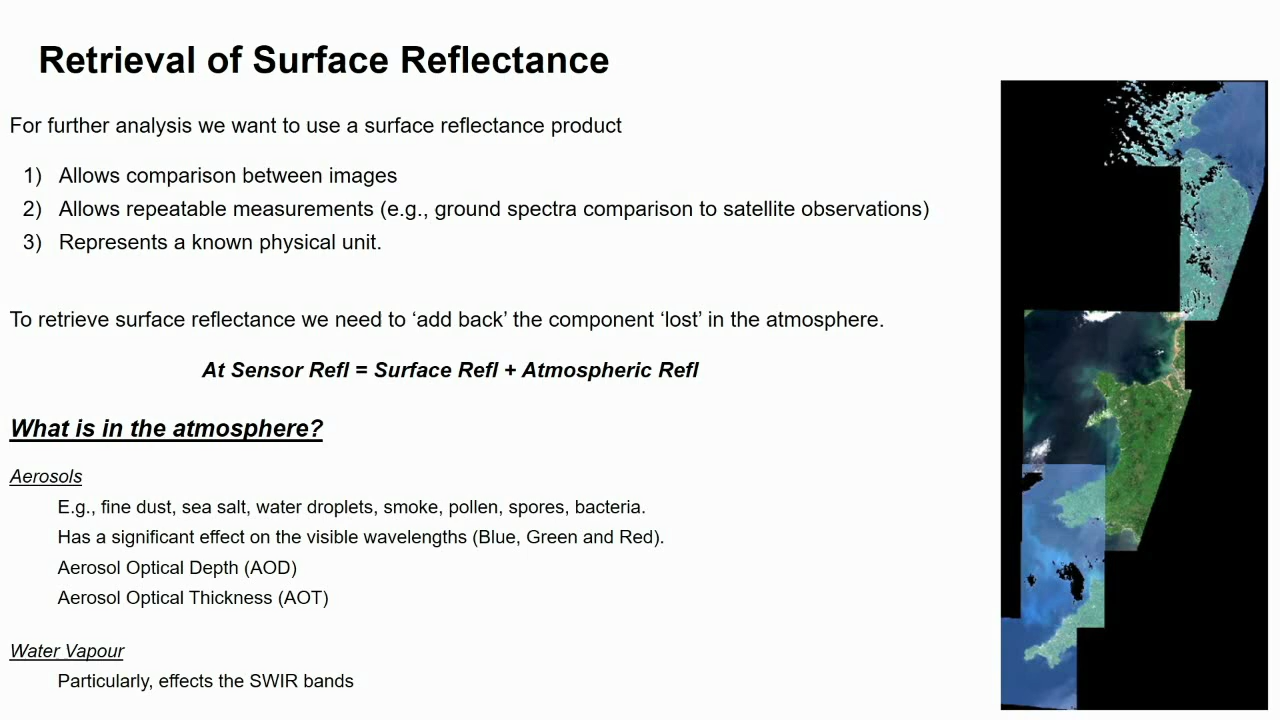 Retrieval of Surface Reflectance
For further analysis we want to use a surface reflectance product
1) Allows comparison between images
2) Allows repeatable measurements (e.g., ground spectra comparison to satellite observations)
3) Represents a known physical unit.
To retrieve surface reflectance we need to ‘add back’ the component ‘lost’ in the atmosphere.
At Sensor Refl = Surface Refl + Atmospheric Refl
What is in the atmosphere?
Aerosols
E.g., fine dust, sea salt, water droplets, smoke, pollen, spores, bacteria.
Has a significant effect on the visible wavelengths (Blue, Green and Red).
Aerosol Optical Depth (AOD)
Aerosol Optical Thickness (AOT)
Water Vapour
Particularly, effects the SWIR bands